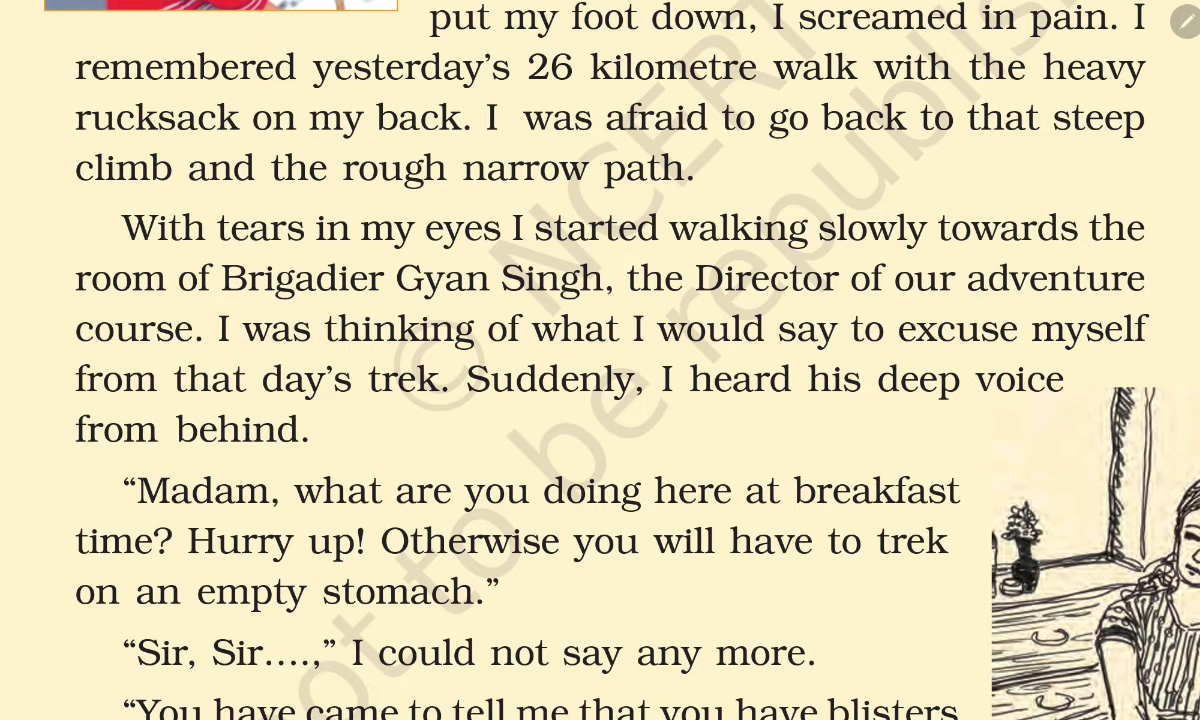 put my foot down, I screamed in pain. I
remembered yesterday's 26 kilometre walk with the heavy
rucksack on my back. I was afraid to go back to that steep
climb and the rough narrow path.
With tears in my eyes I started walking slowly towards the
room of Brigadier Gyan Singh, the Director of our adventure
course. I was thinking of what I would say to excuse myself
from that day's trek. Suddenly, I heard his deep voice
from behind.
“Madam, what are you doing here at breakfast
time? Hurry up! Otherwise you will have to trek
on an empty stomach.”
“Sir, Sir....,” I could not say any more.
“You have came to tell me that you have blisters
© NCERT
not to be republis